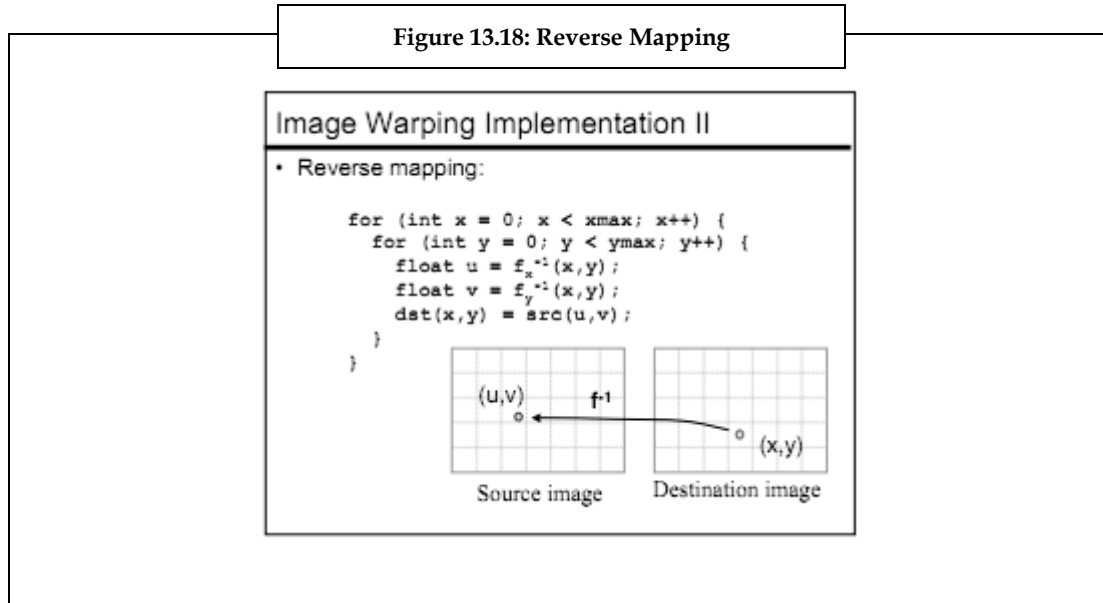 Figure 13.18: Reverse Mapping
Image Warping Implementation II
• Reverse mapping:
for (int x = 0; x < xmax; x++) {
for (int y = 0; y < ymax; y++) {
float u = fₓ⁻¹(x,y);
float v = f_y⁻¹(x,y);
dst(x,y) = src(u,v);
}
}
(u,v)
f⁻¹
(x,y)
Source image
Destination image